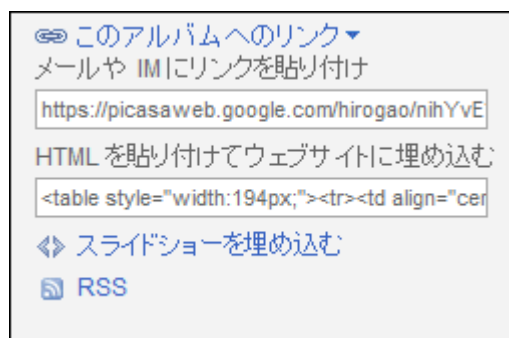 このアルバムへのリンク▼
メールや IM にリンクを貼り付け
https://picasaweb.google.com/hirogao/nihYvE
HTML を貼り付けてウェブサイトに埋め込む
<table style="width:194px;"><tr><td align="cer
スライドショーを埋め込む
RSS